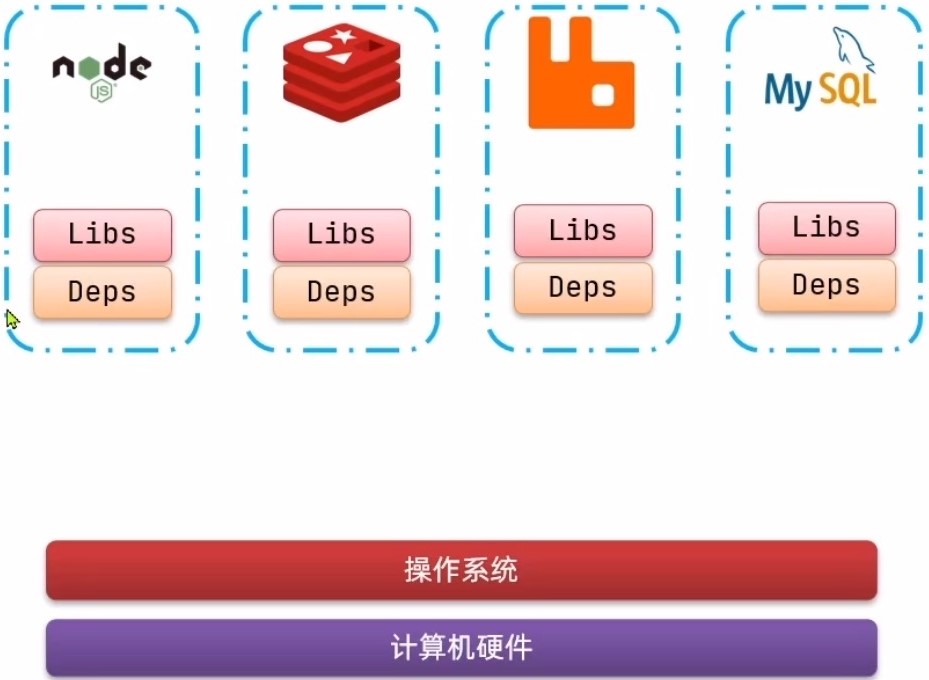 node
JS
MySQL
Libs
Libs
Libs
Libs
Deps
Deps
Deps
Deps
操作系统
计算机硬件